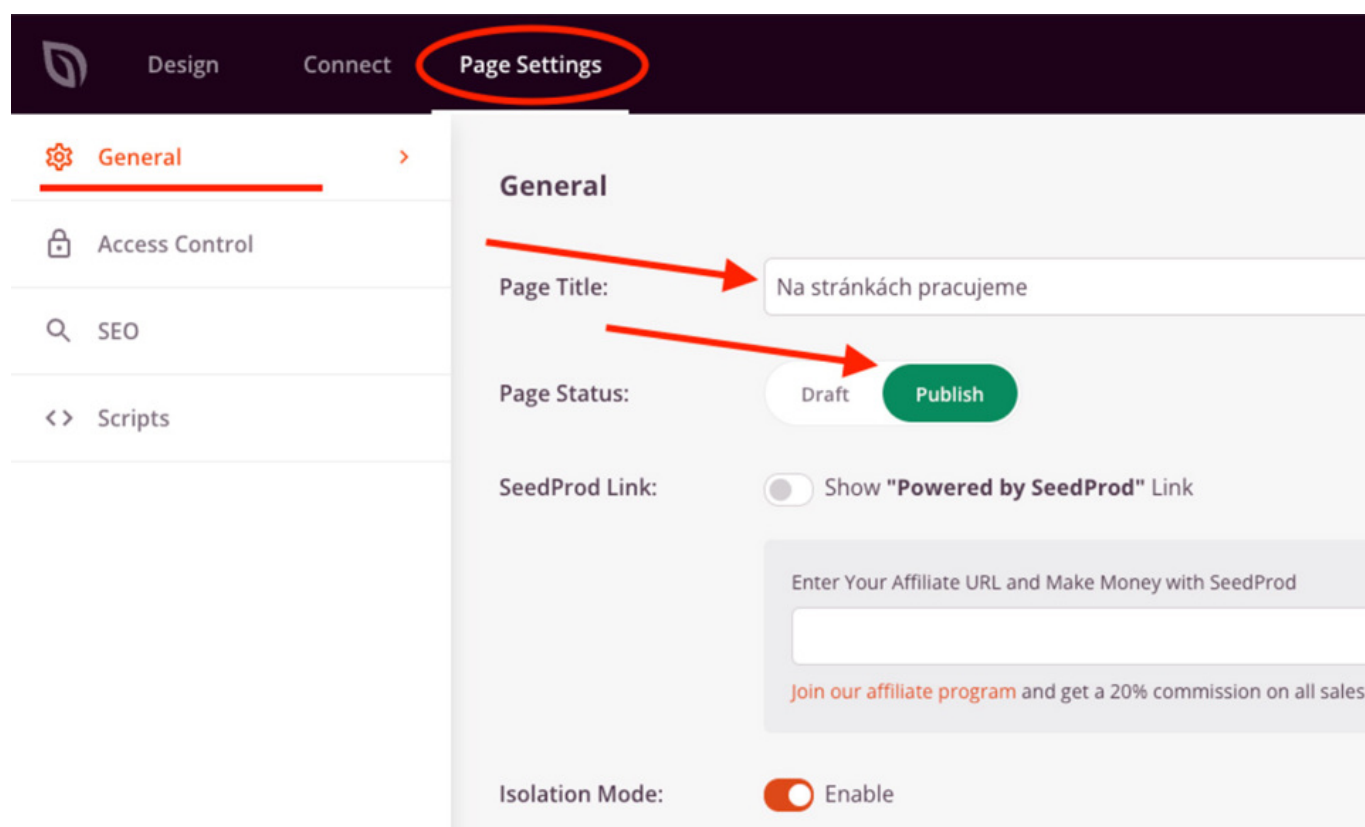 Design Connect Page Settings
General
Access Control
SEO
Scripts
General
Page Title: Na stránkách pracujeme
Page Status: Draft Publish
SeedProd Link: Show "Powered by SeedProd" Link
Enter Your Affiliate URL and Make Money with SeedProd
Join our affiliate program and get a 20% commission on all sales
Isolation Mode: Enable